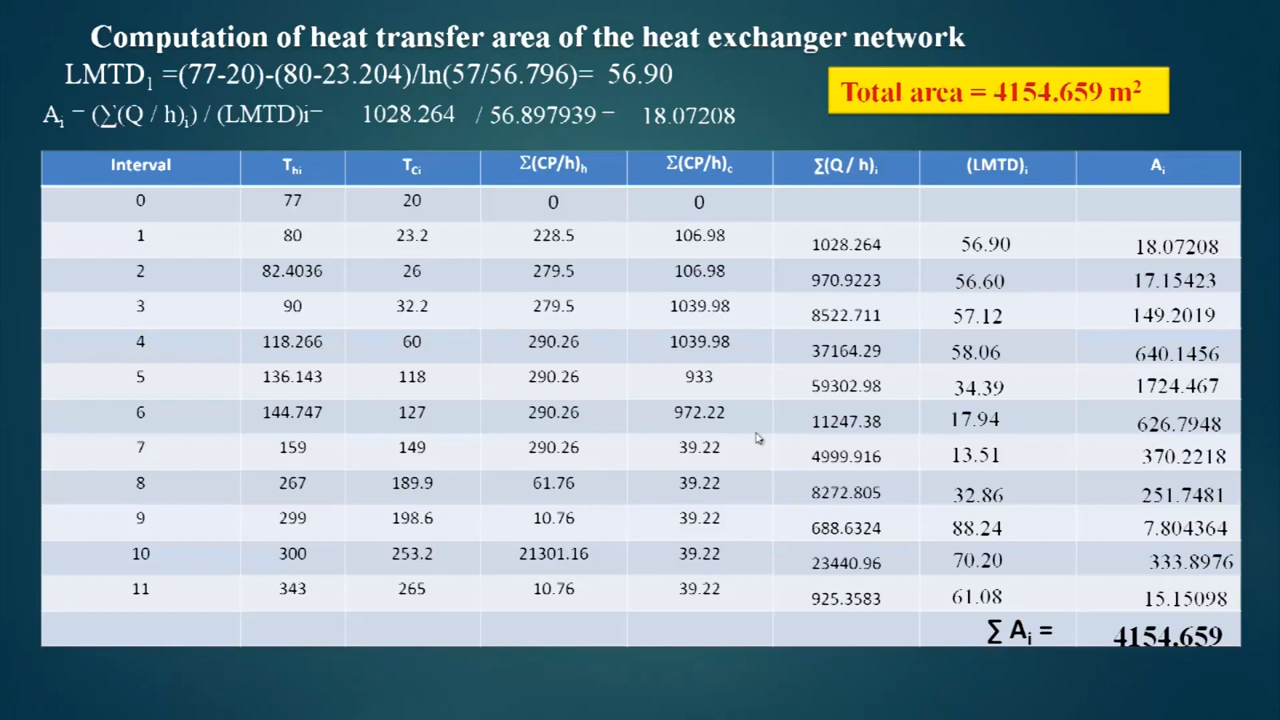 Computation of heat transfer area of the heat exchanger network
LMTD1 =(77-20)-(80-23.204)/ln(57/56.796)= 56.90
Total area = 4154.659 m2
Ai = (∑(Q / h)i) / (LMTD)i= 1028.264 / 56.897939 = 18.07208
Interval Thi TCi Σ(CP/h)h Σ(CP/h)c ∑(Q / h)i (LMTD)i Ai
0 77 20 0 0
1 80 23.2 228.5 106.98 1028.264 56.90 18.07208
2 82.4036 26 279.5 106.98 970.9223 56.60 17.15423
3 90 32.2 279.5 1039.98 8522.711 57.12 149.2019
4 118.266 60 290.26 1039.98 37164.29 58.06 640.1456
5 136.143 118 290.26 933 59302.98 34.39 1724.467
6 144.747 127 290.26 972.22 11247.38 17.94 626.7948
7 159 149 290.26 39.22 4999.916 13.51 370.2218
8 267 189.9 61.76 39.22 8272.805 32.86 251.7481
9 299 198.6 10.76 39.22 688.6324 88.24 7.804364
10 300 253.2 21301.16 39.22 23440.96 70.20 333.8976
11 343 265 10.76 39.22 925.3583 61.08 15.15098
∑ Ai = 4154.659